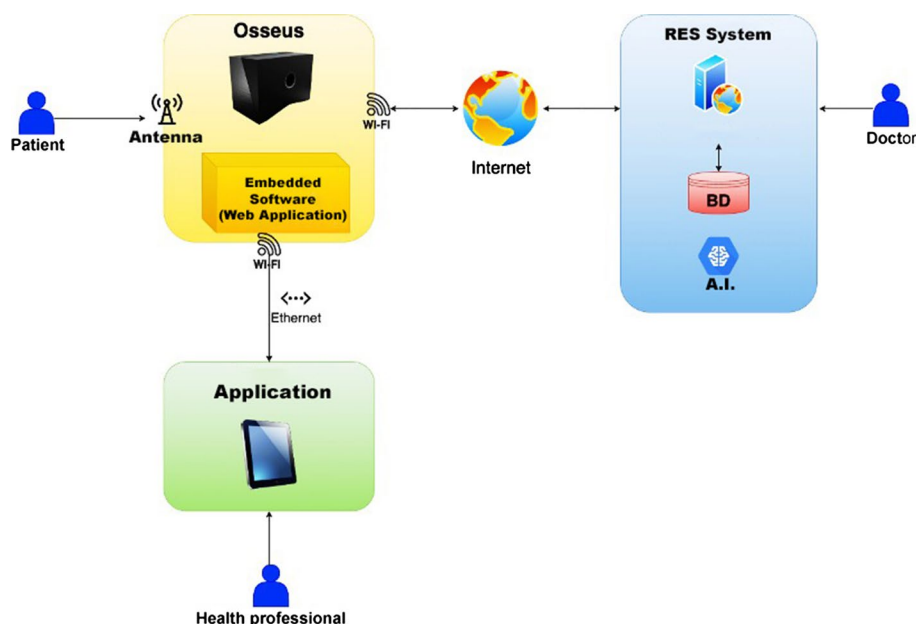 Osseus
RES System
WI-FI
Antenna
Patient
Doctor
Internet
Embedded
Software
(Web Application)
BD
WI-FI
A.I.
Ethernet
Application
Health professional